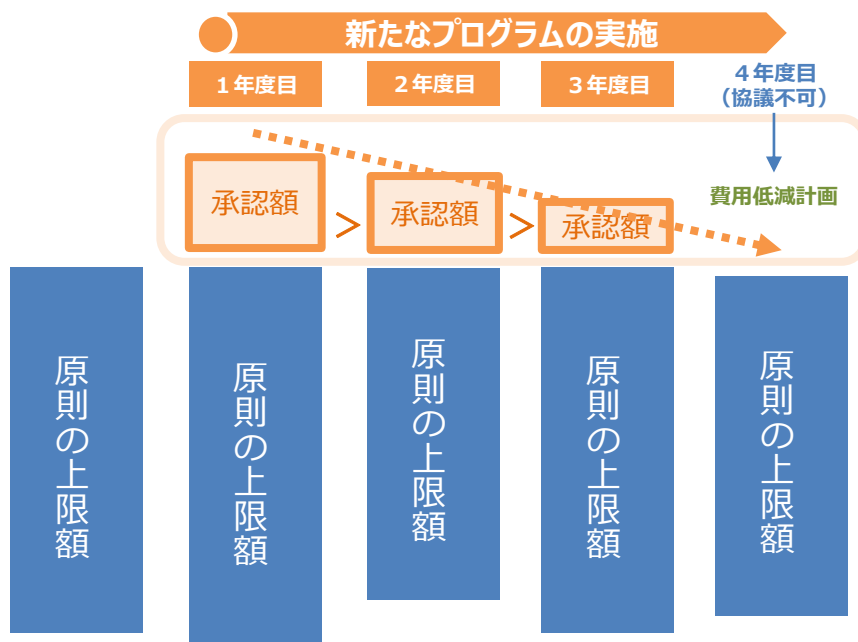 新たなプログラムの実施
１年度目
２年度目
３年度目
４年度目
（協議不可）
承認額
>
承認額
>
承認額
費用低減計画
原則の上限額
原則の上限額
原則の上限額
原則の上限額
原則の上限額